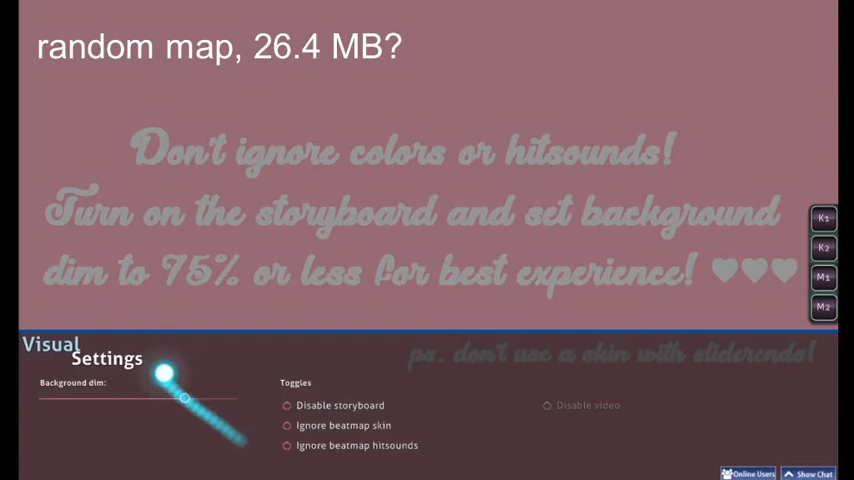 random map, 26.4 MB?
Don't ignore colors or hitsounds!
Turn on the storyboard and set background
dim to 75% or less for best experience! ♥♥♥
K1
K2
M1
M2
Visual
Settings
ps. don't use a skin with sliderends!
Background dim:
Toggles
Disable storyboard
Disable video
Ignore beatmap skin
Ignore beatmap hitsounds
Online Users
Show Chat